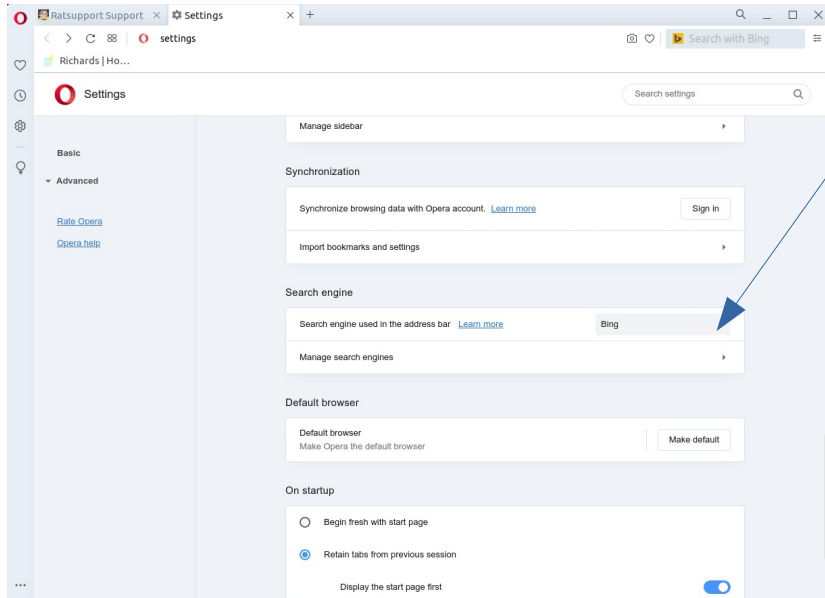 Ratsupport Support
Settings
settings
Search with Bing
Richards | Ho...
Settings
Search settings
Basic
Advanced
Rate Opera
Opera help
Manage sidebar
Synchronization
Synchronize browsing data with Opera account. Learn more
Sign in
Import bookmarks and settings
Search engine
Search engine used in the address bar Learn more
Bing
Manage search engines
Default browser
Default browser
Make Opera the default browser
Make default
On startup
Begin fresh with start page
Retain tabs from previous session
Display the start page first